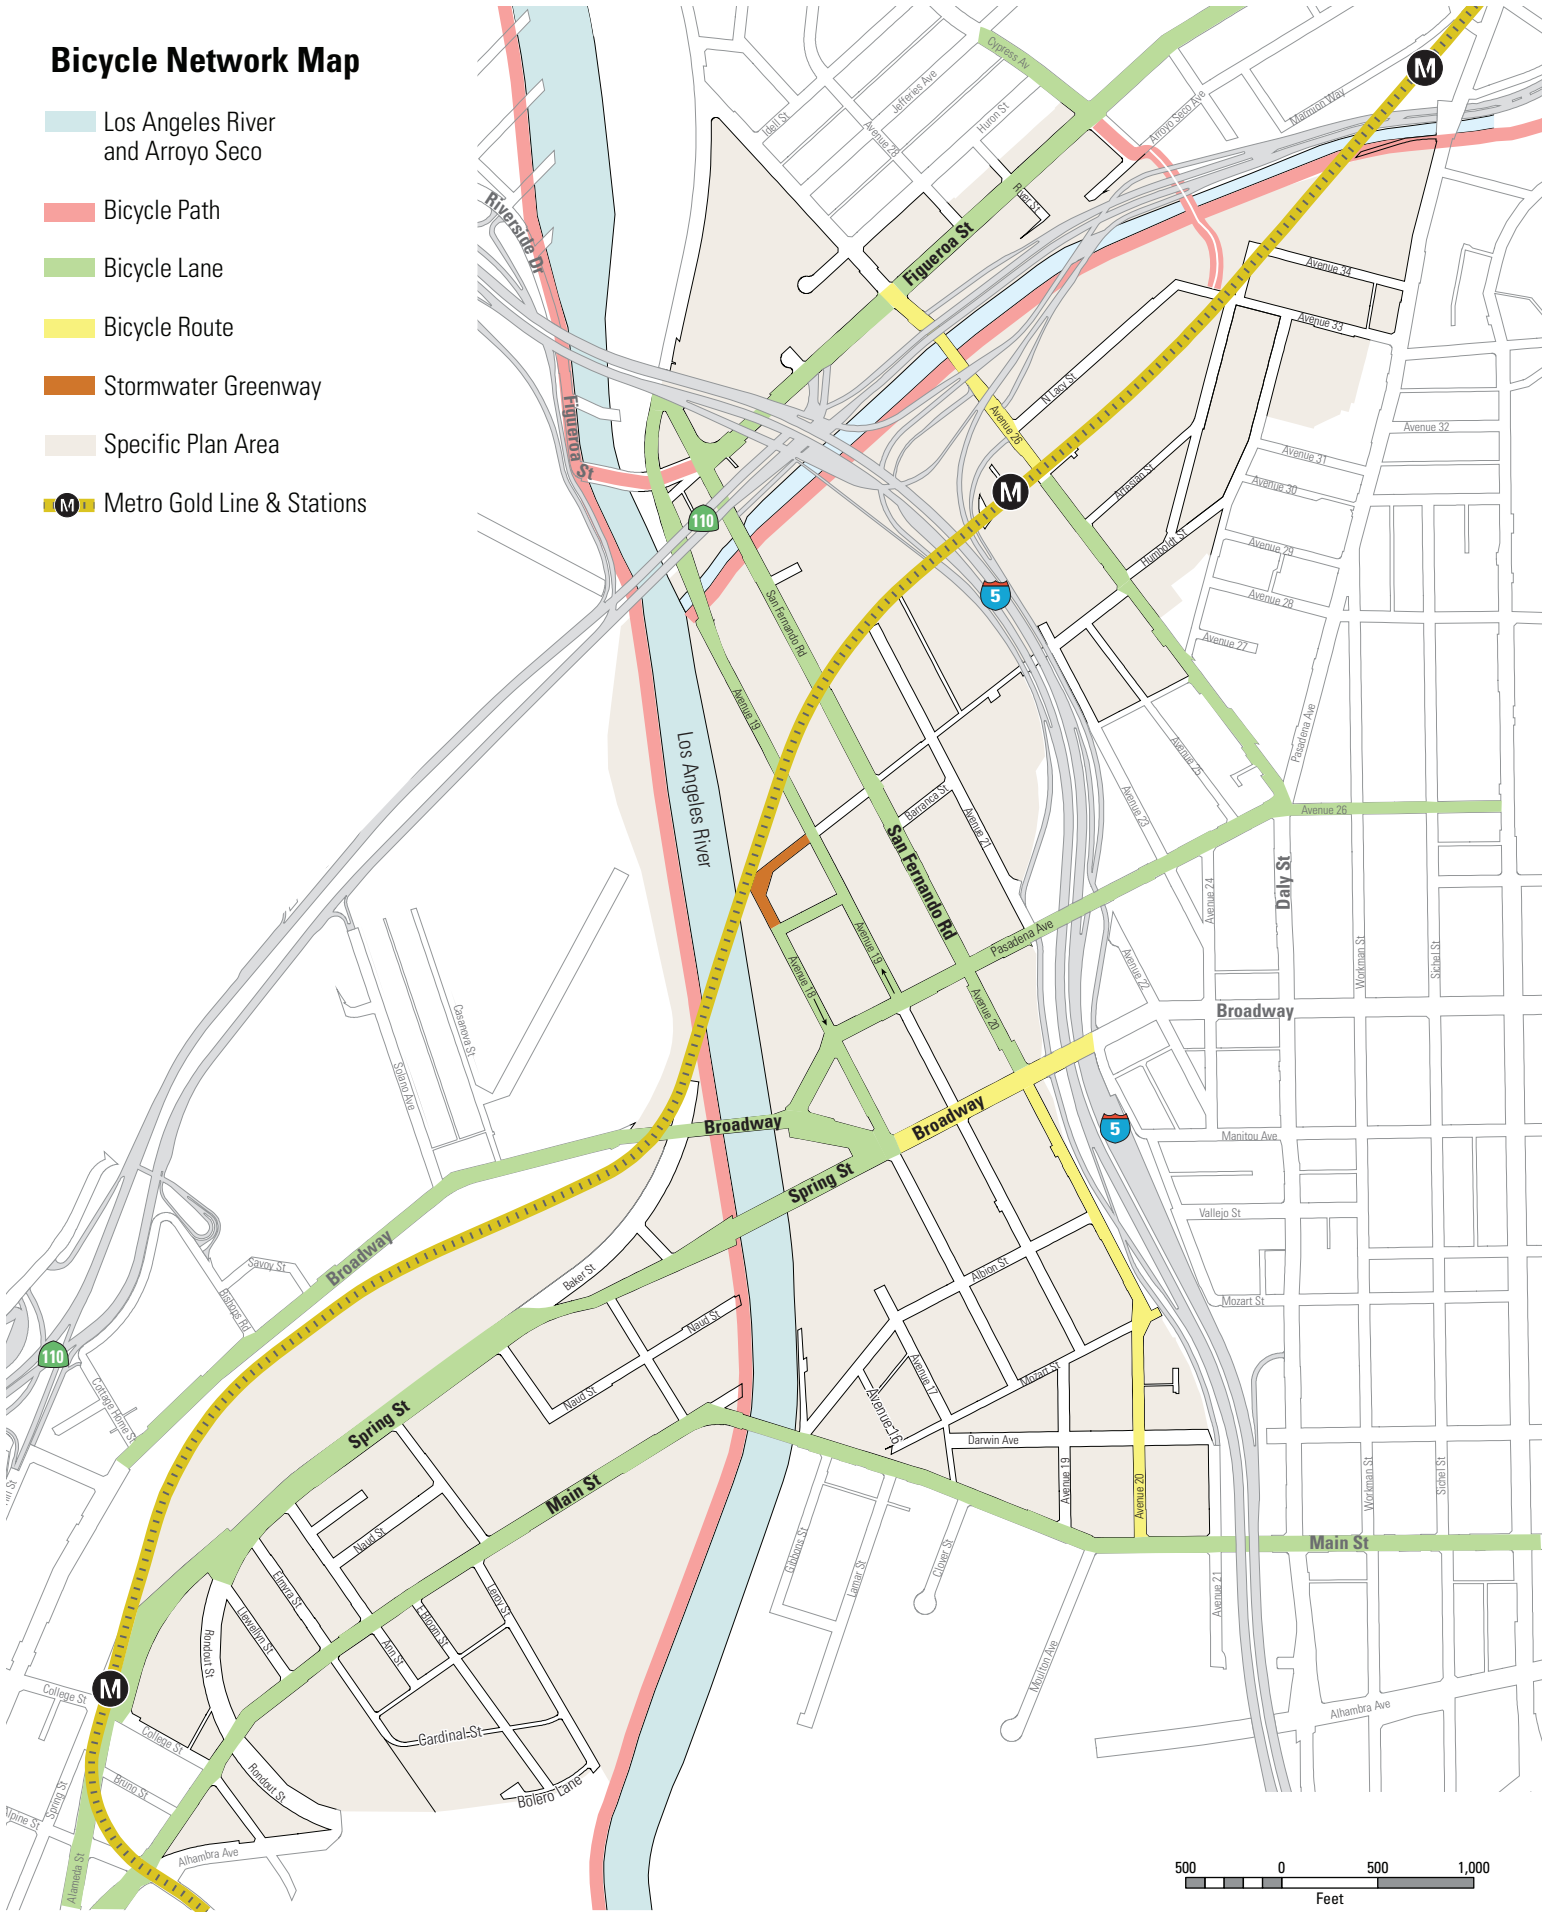 Bicycle Network Map
Los Angeles River
and Arroyo Seco
Bicycle Path
Bicycle Lane
Bicycle Route
Stormwater Greenway
Specific Plan Area
M
Metro Gold Line & Stations
Cypress Av
Jefferies Ave
Idell St
Avenue 28
Huron St
Arroyo Seco Ave
Marmion Way
M
River St
Riverside Dr
Figueroa St
Avenue 34
Avenue 33
N Lacy St
Avenue 26
Figueroa
St
Avenue 32
Avenue 31
Avenue 30
Artesian St
M
110
Humboldt St
Avenue 29
5
Avenue 28
San Fernando Rd
Avenue 27
Avenue 19
Pasadena Ave
Avenue 25
Los Angeles River
Barranca St
Avenue 21
Avenue 23
Avenue 26
San Fernando Rd
Daly St
Avenue 24
Pasadena Ave
Avenue 19
Avenue 18
Avenue 20
Avenue 22
Workman St
Sichel St
Broadway
Casanova St
Solano Ave
Broadway
Broadway
5
Manitou Ave
Spring St
Vallejo St
Savoy St
Broadway
Baker St
Albion St
Bishops Rd
Mozart St
Naud St
110
Mozart St
Avenue 17
Cottage Home St
Naud St
Avenue 16
Spring St
Darwin Ave
Main St
Avenue 19
Avenue 20
Workman St
Sichel St
Naud St
Main St
Gibbons St
Lamar St
Clover St
Elmyra St
Leroy St
Avenue 21
Llewellyn St
E Bloom St
Ann St
Rondout St
Moulton Ave
M
College St
Alhambra Ave
College St
Cardinal St
Rondout St
Bruno St
Spring St
Bolero Lane
Alpine St
Alhambra Ave
Alameda St
500 0 500 1,000
Feet